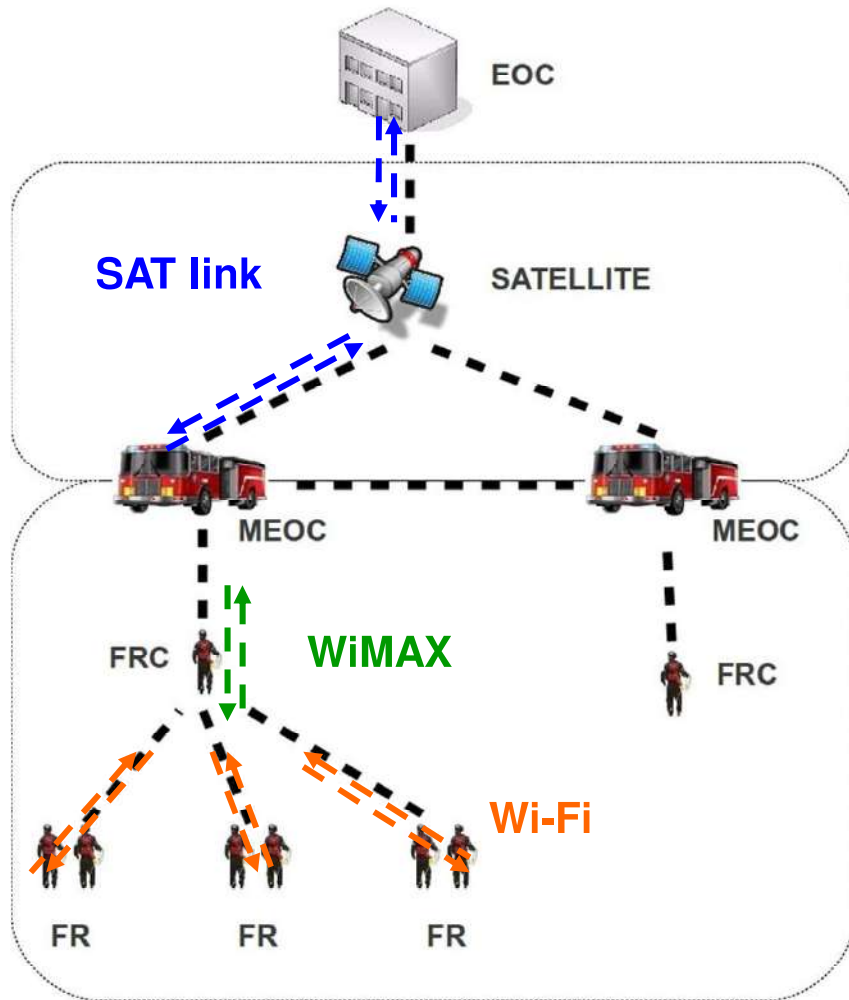 EOC
SAT link
SATELLITE
MEOC
MEOC
FRC
WiMAX
FRC
Wi-Fi
FR
FR
FR